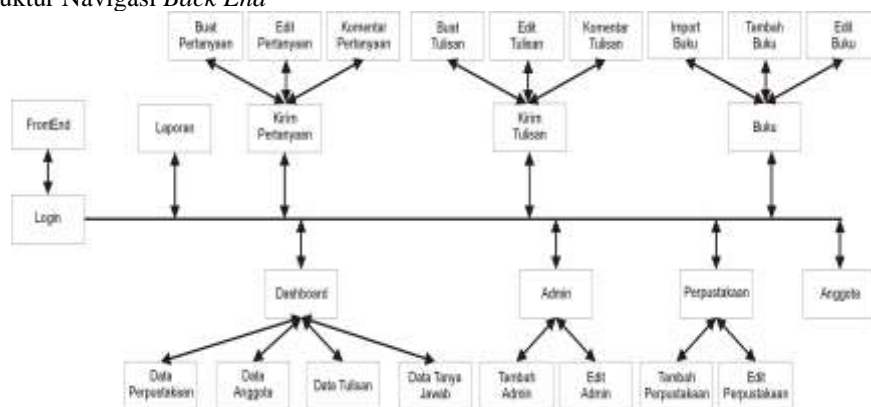 uktur Navigasi Back End
Buat
Pertanyaan
Edit
Pertanyaan
Komentar
Pertanyaan
Buat
Tulisan
Edit
Tulisan
Komentar
Tulisan
Import
Buku
Tambah
Buku
Edit
Buku
FrontEnd
Laporan
Kirim
Pertanyaan
Kirim
Tulisan
Buku
Login
Dashboard
Admin
Perpustakaan
Anggota
Data
Perpustakaan
Data
Anggota
Data Tulisan
Data Tanya
Jawab
Tambah
Admin
Edit
Admin
Tambah
Perpustakaan
Edit
Perpustakaan